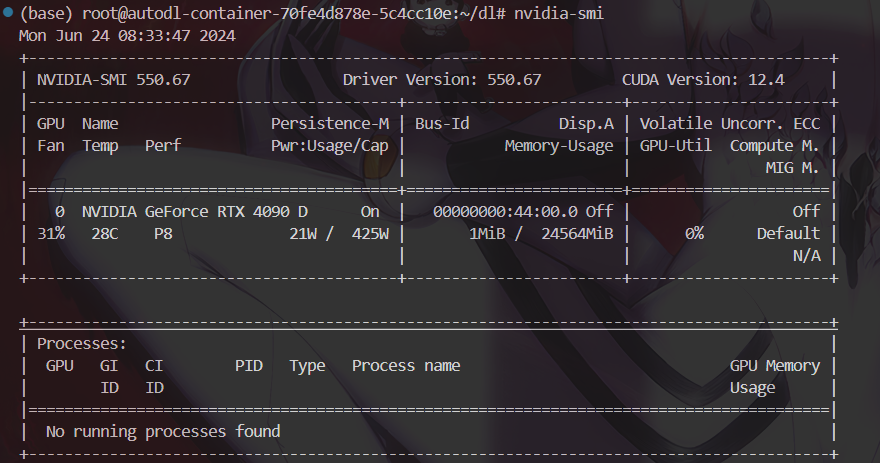 (base) root@autodl-container-70fe4d878e-5c4cc10e:~/dl# nvidia-smi
Mon Jun 24 08:33:47 2024
+-----------------------------------------------------------------------------------------+
| NVIDIA-SMI 550.67                 Driver Version: 550.67         CUDA Version: 12.4     |
|-----------------------------------------+------------------------+----------------------+
| GPU  Name                 Persistence-M | Bus-Id          Disp.A | Volatile Uncorr. ECC |
| Fan  Temp   Perf          Pwr:Usage/Cap |           Memory-Usage | GPU-Util  Compute M. |
|                                         |                        |               MIG M. |
|=========================================+========================+======================|
|   0  NVIDIA GeForce RTX 4090 D      On  |   00000000:44:00.0 Off |                  Off |
| 31%   28C    P8              21W /  425W |       1MiB /  24564MiB |      0%      Default |
|                                         |                        |                  N/A |
+-----------------------------------------+------------------------+----------------------+
+-----------------------------------------------------------------------------------------+
| Processes:                                                                              |
|  GPU   GI   CI        PID   Type   Process name                              GPU Memory |
|        ID   ID                                                               Usage      |
|=========================================================================================|
|  No running processes found                                                             |
+-----------------------------------------------------------------------------------------+